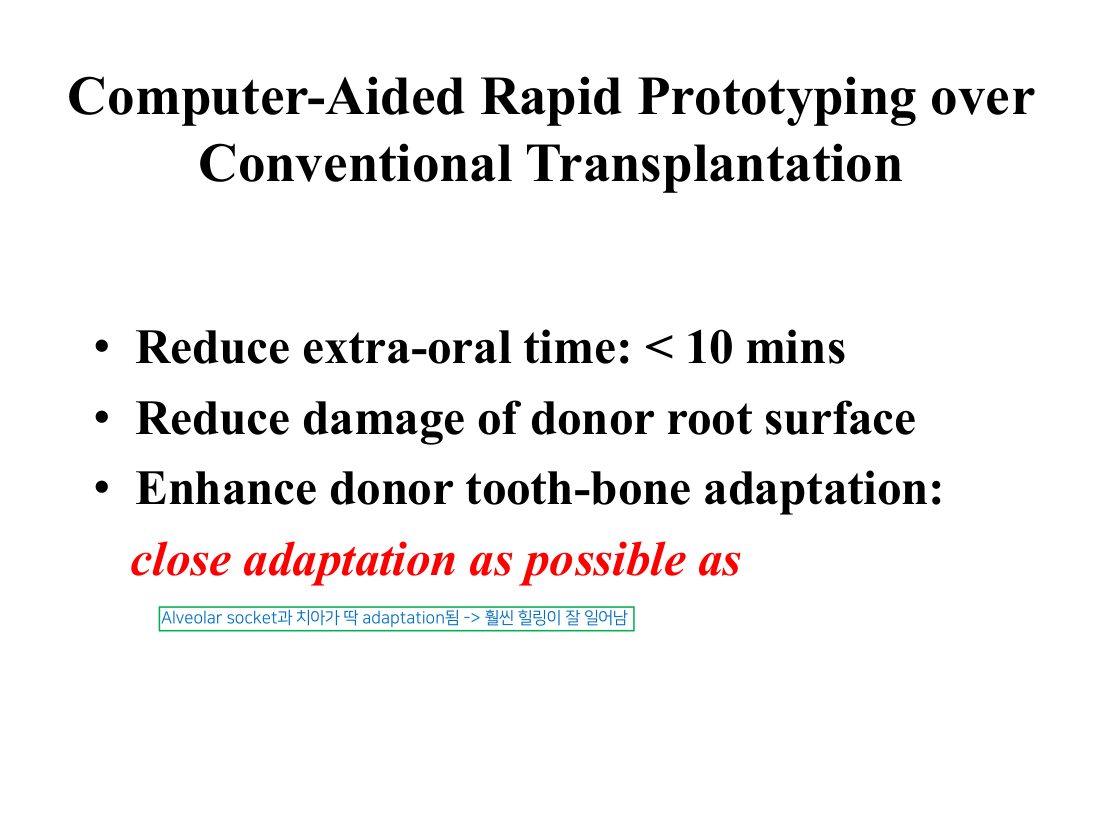 Computer-Aided Rapid Prototyping over
Conventional Transplantation
• Reduce extra-oral time: < 10 mins
• Reduce damage of donor root surface
• Enhance donor tooth-bone adaptation:
close adaptation as possible as
Alveolar socket과 치아가 딱 adaptation됨 -> 훨씬 힐링이 잘 일어남